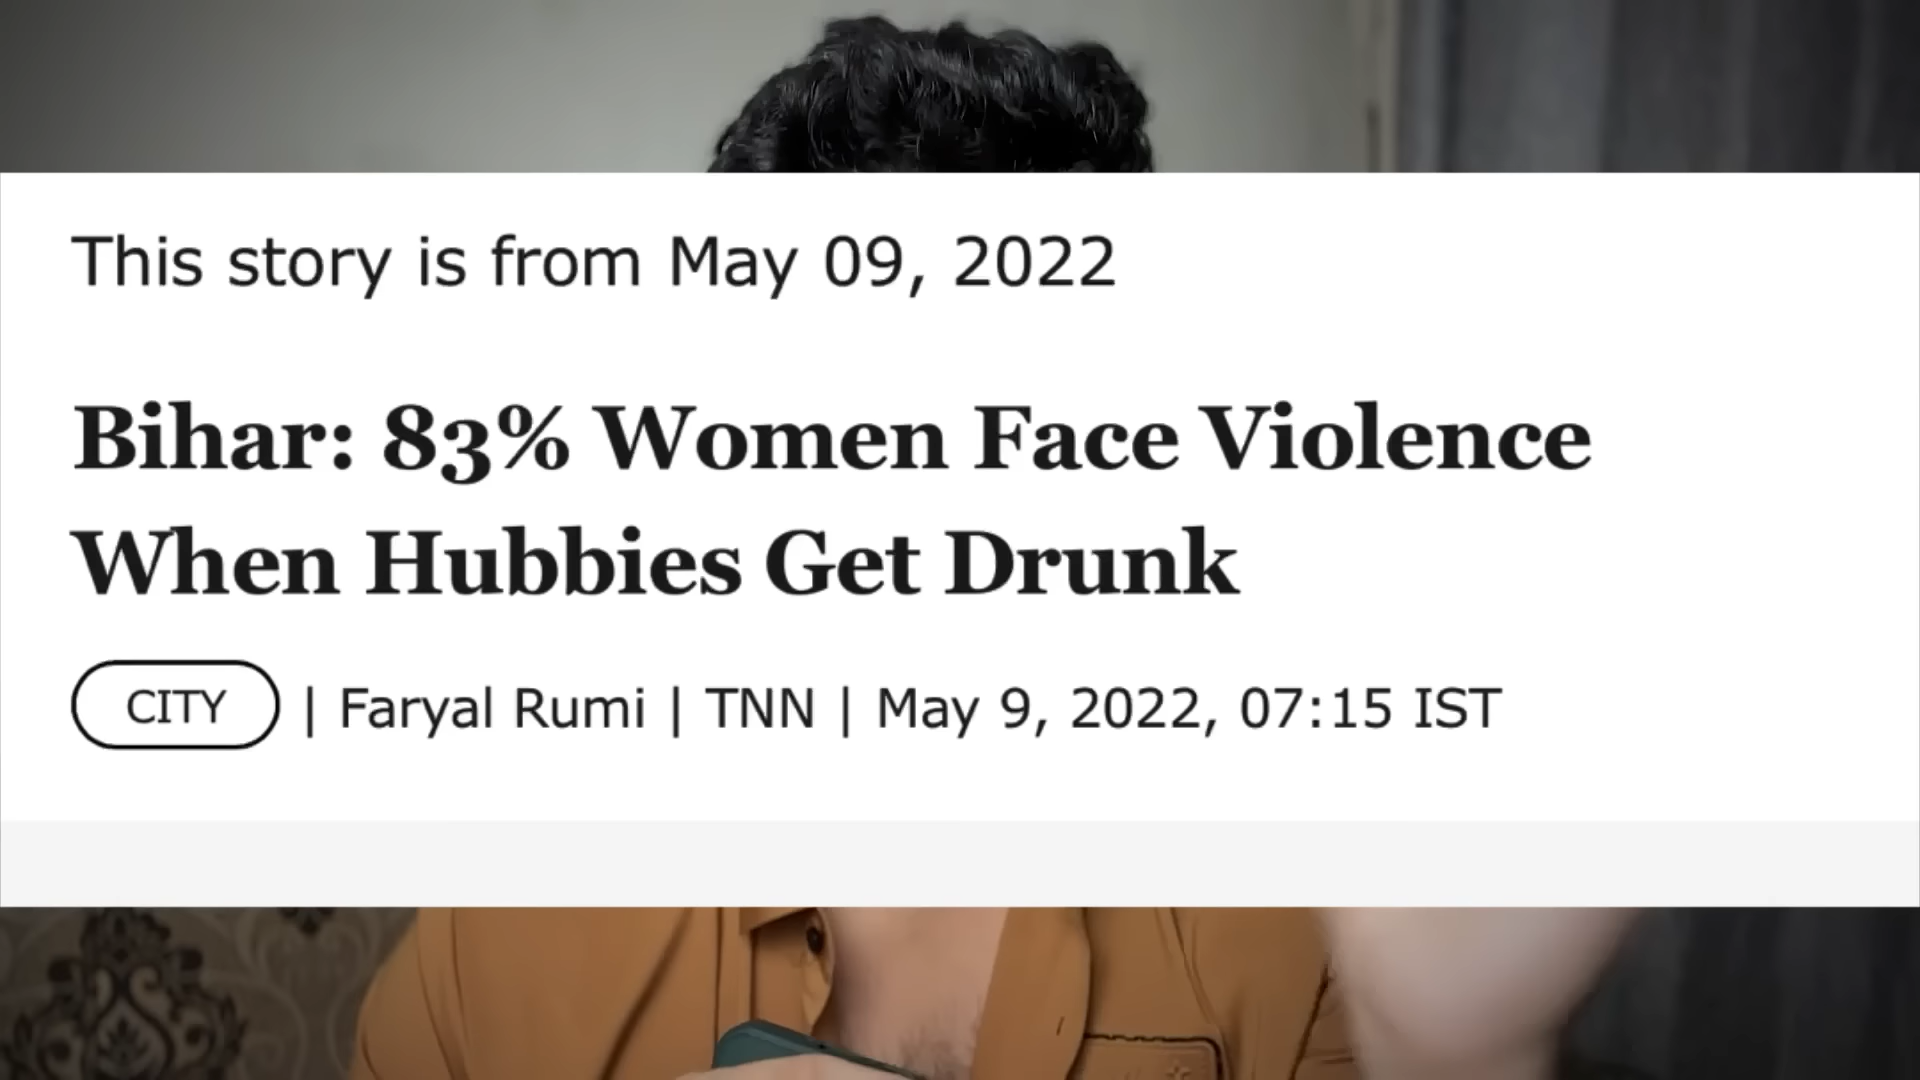 This story is from May 09, 2022
Bihar: 83% Women Face Violence
When Hubbies Get Drunk
CITY | Faryal Rumi | TNN | May 9, 2022, 07:15 IST